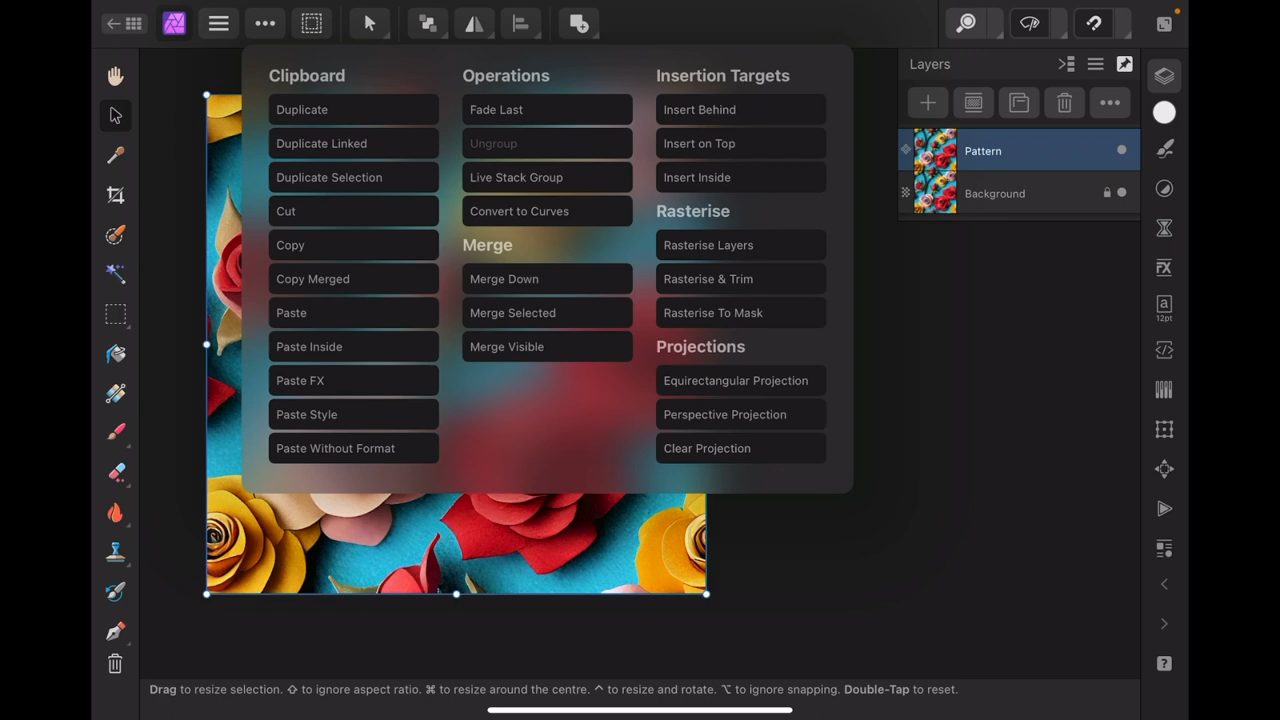 Layers
Clipboard
Duplicate
Duplicate Linked
Duplicate Selection
Cut
Copy
Copy Merged
Paste
Paste Inside
Paste FX
Paste Style
Paste Without Format
Operations
Fade Last
Ungroup
Live Stack Group
Convert to Curves
Merge
Merge Down
Merge Selected
Merge Visible
Insertion Targets
Insert Behind
Insert on Top
Insert Inside
Rasterise
Rasterise Layers
Rasterise & Trim
Rasterise To Mask
Projections
Equirectangular Projection
Perspective Projection
Clear Projection
Pattern
Background
FX
a
12pt
?
Drag to resize selection. ⇧ to ignore aspect ratio. ⌘ to resize around the centre. ^ to resize and rotate. ⌥ to ignore snapping. Double-Tap to reset.